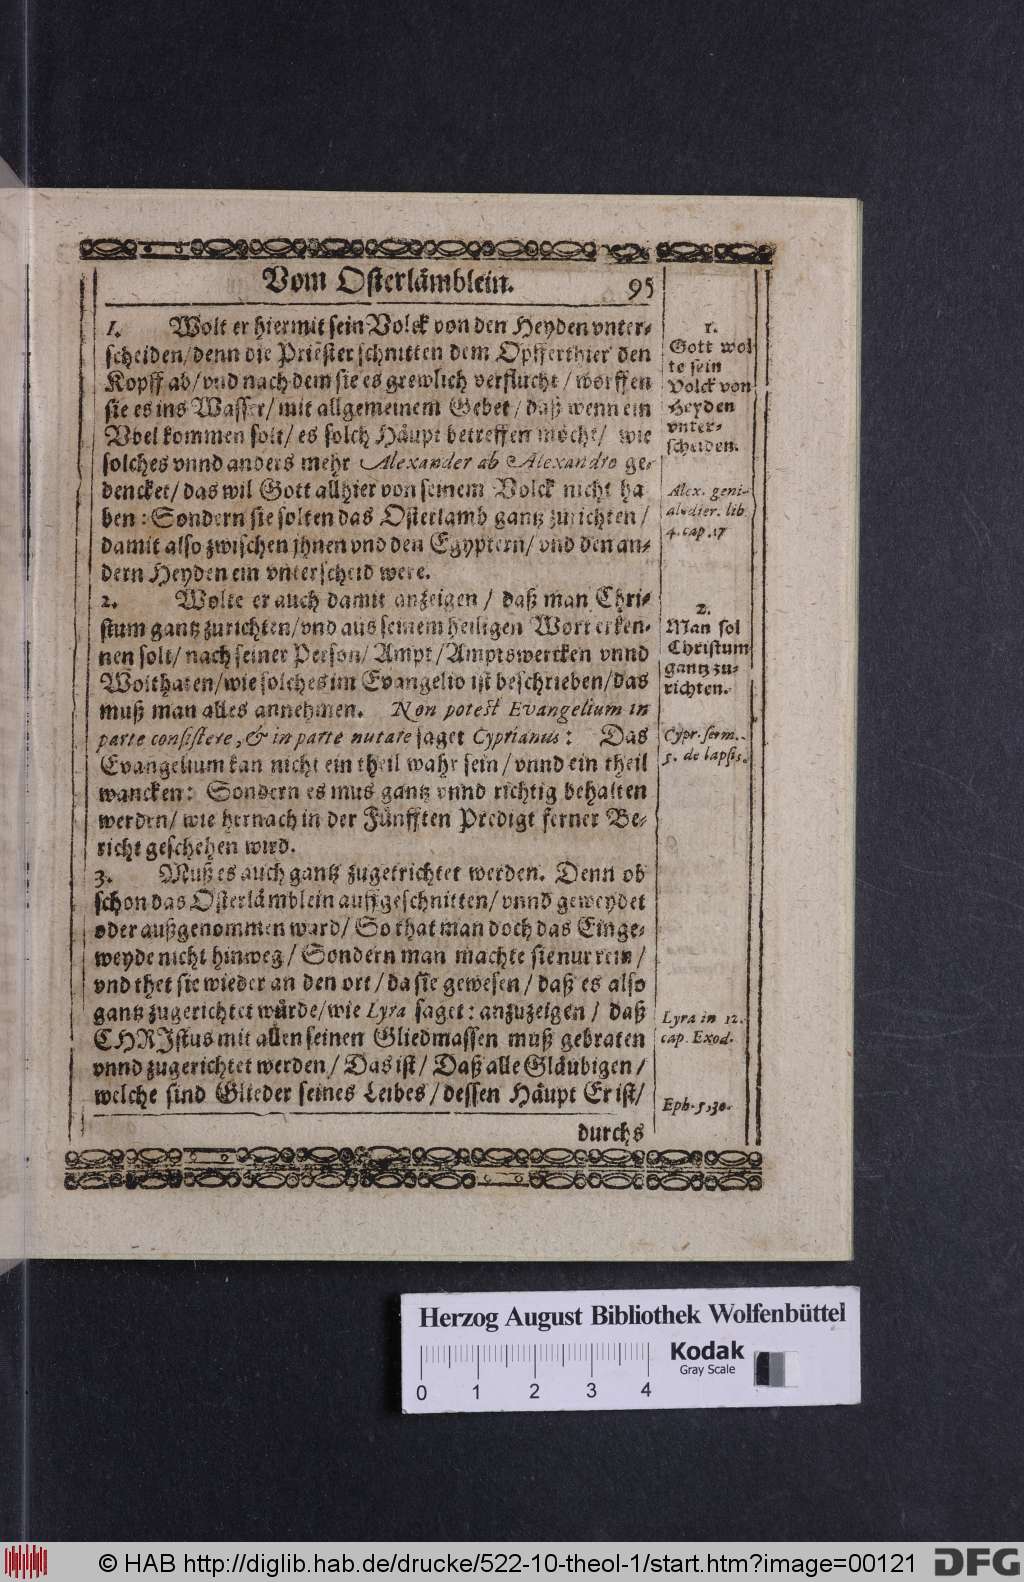 Vom Osterlämblein. 95
1. Wolt er hiermit sein Volck von den Heyden vnter-
scheiden/denn die Priester schnitten dem Opfferthier den
Kopff ab/vnd nach dem sie es grewlich verflucht/worffen
sie es ins Wasser/mit allgemeinem Gebet/daß wenn ein
Vbel kommen solt/es solch Häupt betreffen möcht/ wie
solches vnnd anders mehr Alexander ab Alexandro ge-
dencket/das wil Gott allhier von seinem Volck nicht ha
ben: Sondern sie solten das Osterlamb gantz zurichten/
damit also zwischen jhnen vnd den Egyptern/vnd den an-
dern Heyden ein vnterscheid were.
2. Wolte er auch damit anzeigen/ daß man Chri-
stum gantz zurichten/vnd aus seinem heiligen Wort erken-
nen solt/nach seiner Person/Ampt/Amptswercken vnnd
Wolthaten/wie solches im Evangelio ist beschrieben/das
muß man alles annehmen. Non potest Evangelium in
parte consistere, & in parte nutare saget Cyprianus: Das
Evangelium kan nicht ein theil wahr sein/vnnd ein theil
wancken: Sondern es mus gantz vnnd richtig behalten
werden/wie hernach in der Fünfften Predigt ferner Be-
richt geschehen wird.
3. Muß es auch gantz zugetrichtet werden. Denn ob
schon das Osterlämblein auffgeschnitten/vnnd geweydet
oder außgenommen ward/So that man doch das Einge-
weyde nicht hinweg/Sondern man machte sie nur rein/
vnd thet sie wieder an den ort/da sie gewesen/daß es also
gantz zugerichtet würde/wie Lyra saget: anzuzeigen/ daß
CHRIstus mit allen seinen Gliedmassen muß gebraten
vnnd zugerichtet werden/Das ist/Daß alle Gläubigen/
welche sind Glieder seines Leibes/dessen Häupt Er ist/
durchs
1.
Gott wol
te sein
Volck von
Heyden
vnter-
scheiden.
Alex. geni-
al. dier. lib
4. cap. 17
2.
Man sol
Christum
gantz zu-
richten.
Cypr. serm.
5. de lapsis.
Lyra in 12.
cap. Exod.
Eph. 5,30.
Herzog August Bibliothek Wolfenbüttel
Kodak
Gray Scale
0 1 2 3 4
© HAB http://diglib.hab.de/drucke/522-10-theol-1/start.htm?image=00121 DFG